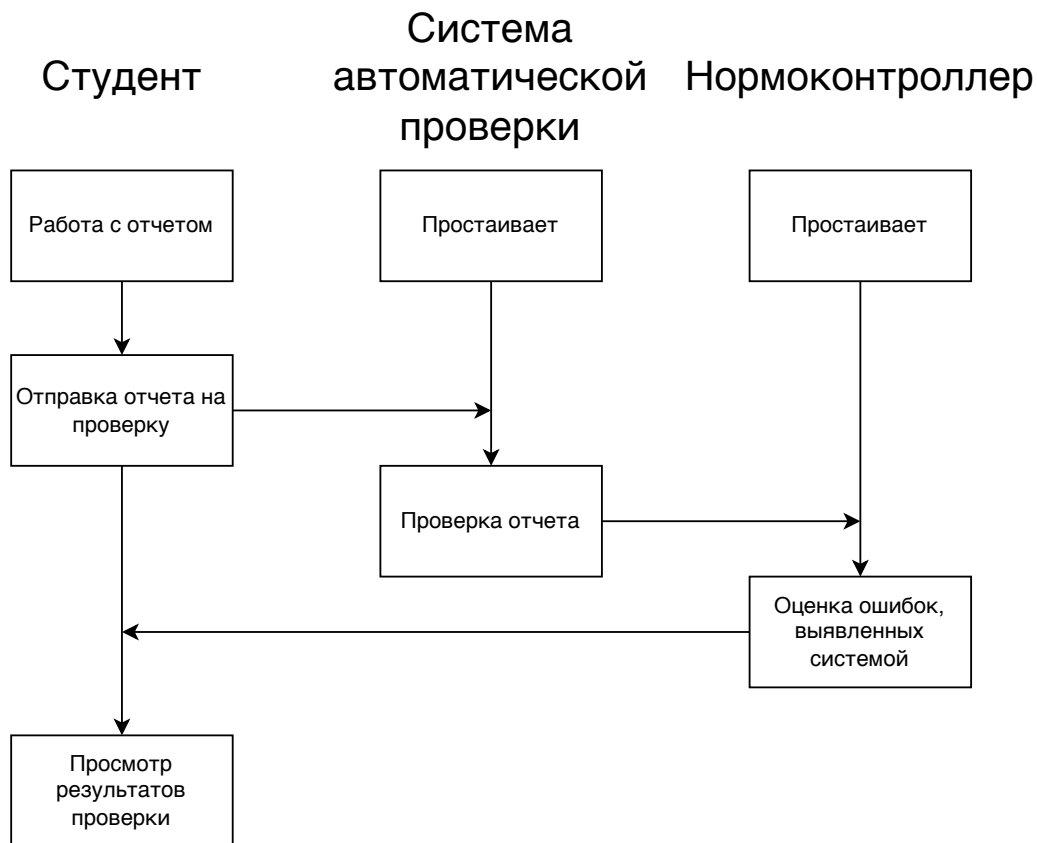 Студент
Система
автоматической
проверки
Нормоконтроллер
Работа с отчетом
Простаивает
Простаивает
Отправка отчета на
проверку
Проверка отчета
Оценка ошибок,
выявленных
системой
Просмотр
результатов
проверки